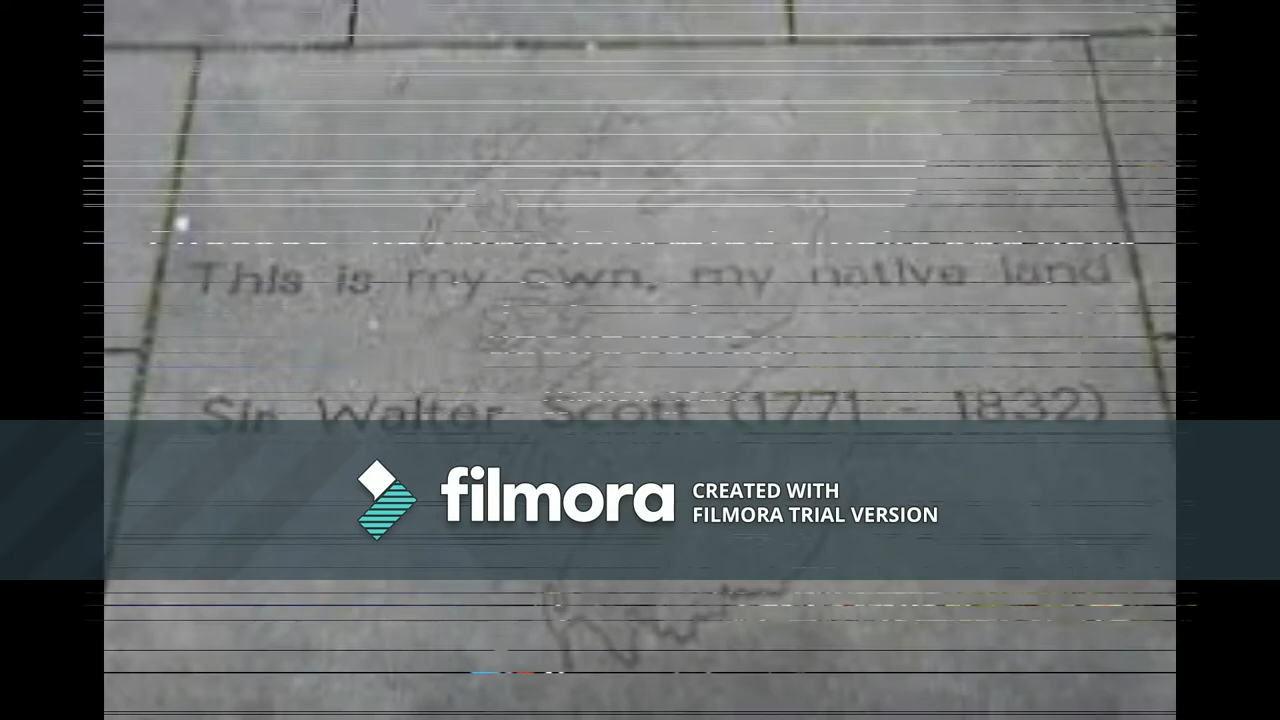 This is my own, my native land
Sir Walter Scott (1771 - 1832)
filmora
CREATED WITH
FILMORA TRIAL VERSION